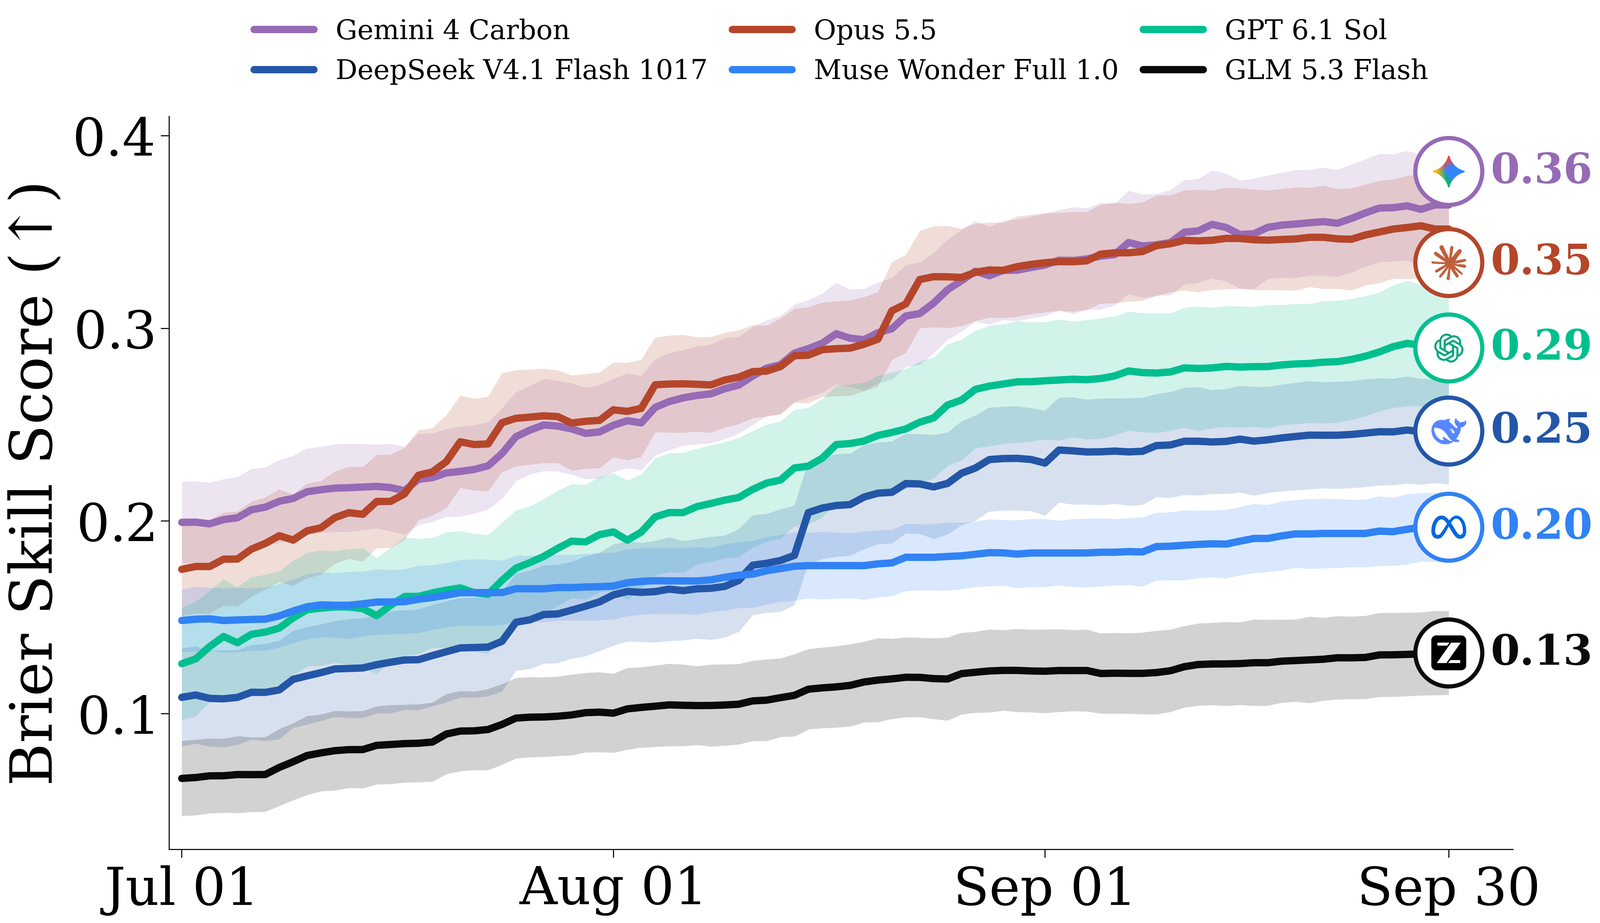 Gemini 4 Carbon
Opus 5.5
GPT 6.1 Sol
DeepSeek V4.1 Flash 1017
Muse Wonder Full 1.0
GLM 5.3 Flash
Brier Skill Score (↑)
0.4
0.3
0.2
0.1
0.36
0.35
0.29
0.25
0.20
Z
0.13
Jul 01
Aug 01
Sep 01
Sep 30